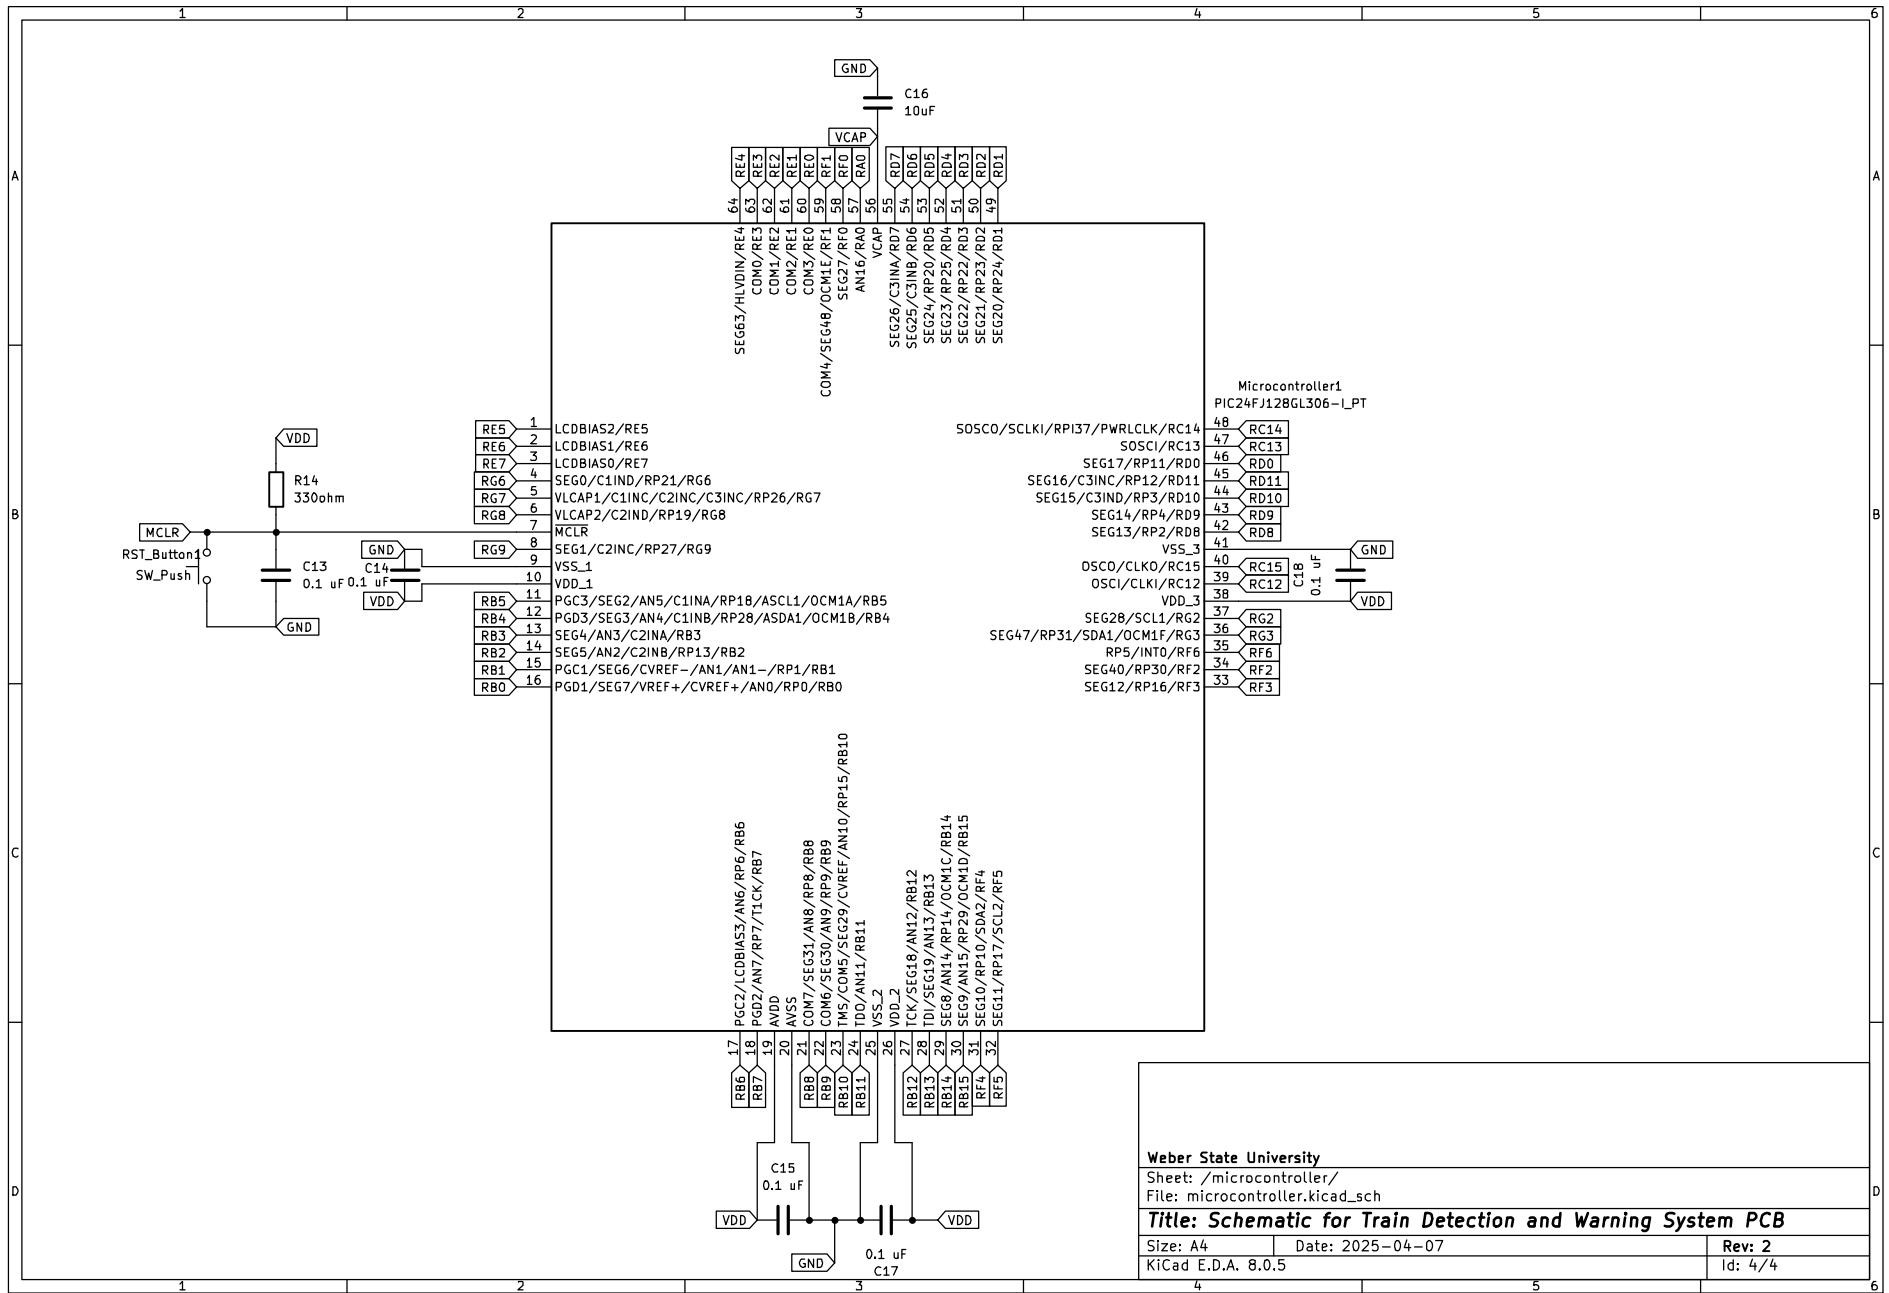 1 2 3 4 5 6
GND
C16
10uF
VCAP
RE4 RE3 RE2 RE1 RE0 RF1 RF0 RA0 RD7 RD6 RD5 RD4 RD3 RD2 RD1
64 63 62 61 60 59 58 57 56 55 54 53 52 51 50 49
SEG63/HLVDIN/RE4
COM0/RE3
COM1/RE2
COM2/RE1
COM3/RE0
COM4/SEG48/OCM1E/RF1
SEG27/RF0
AN16/RA0
VCAP
SEG26/C3INA/RD7
SEG25/C3INB/RD6
SEG24/RP20/RD5
SEG23/RP25/RD4
SEG22/RP22/RD3
SEG21/RP23/RD2
SEG20/RP24/RD1
A A
B B
C C
D D
Microcontroller1
PIC24FJ128GL306-I_PT
VDD
R14
330ohm
MCLR
RST_Button1
SW_Push
C13
0.1 uF
GND
GND
C14
0.1 uF
VDD
RE5 1 LCDBIAS2/RE5
RE6 2 LCDBIAS1/RE6
RE7 3 LCDBIAS0/RE7
RG6 4 SEG0/C1IND/RP21/RG6
RG7 5 VLCAP1/C1INC/C2INC/C3INC/RP26/RG7
RG8 6 VLCAP2/C2IND/RP19/RG8
7 MCLR
RG9 8 SEG1/C2INC/RP27/RG9
9 VSS_1
10 VDD_1
RB5 11 PGC3/SEG2/AN5/C1INA/RP18/ASCL1/OCM1A/RB5
RB4 12 PGD3/SEG3/AN4/C1INB/RP28/ASDA1/OCM1B/RB4
RB3 13 SEG4/AN3/C2INA/RB3
RB2 14 SEG5/AN2/C2INB/RP13/RB2
RB1 15 PGC1/SEG6/CVREF-/AN1/AN1-/RP1/RB1
RB0 16 PGD1/SEG7/VREF+/CVREF+/AN0/RP0/RB0
SOSCO/SCLKI/RPI37/PWRLCLK/RC14 48 RC14
SOSCI/RC13 47 RC13
SEG17/RP11/RD0 46 RD0
SEG16/C3INC/RP12/RD11 45 RD11
SEG15/C3IND/RP3/RD10 44 RD10
SEG14/RP4/RD9 43 RD9
SEG13/RP2/RD8 42 RD8
VSS_3 41 GND
OSCO/CLKO/RC15 40 RC15
OSCI/CLKI/RC12 39 RC12
VDD_3 38 VDD
SEG28/SCL1/RG2 37 RG2
SEG47/RP31/SDA1/OCM1F/RG3 36 RG3
RP5/INT0/RF6 35 RF6
SEG40/RP30/RF2 34 RF2
SEG12/RP16/RF3 33 RF3
C18
0.1 uF
PGC2/LCDBIAS3/AN6/RP6/RB6
PGD2/AN7/RP7/T1CK/RB7
AVDD
AVSS
COM7/SEG31/AN8/RP8/RB8
COM6/SEG30/AN9/RP9/RB9
TMS/COM5/SEG29/CVREF/AN10/RP15/RB10
TDO/AN11/RB11
VSS_2
VDD_2
TCK/SEG18/AN12/RB12
TDI/SEG19/AN13/RB13
SEG8/AN14/RP14/OCM1C/RB14
SEG9/AN15/RP29/OCM1D/RB15
SEG10/RP10/SDA2/RF4
SEG11/RP17/SCL2/RF5
17 18 19 20 21 22 23 24 25 26 27 28 29 30 31 32
RB6 RB7 RB8 RB9 RB10 RB11 RB12 RB13 RB14 RB15 RF4 RF5
C15
0.1 uF
VDD VDD
GND
0.1 uF
C17
Weber State University
Sheet: /microcontroller/
File: microcontroller.kicad_sch
Title: Schematic for Train Detection and Warning System PCB
Size: A4 Date: 2025-04-07 Rev: 2
KiCad E.D.A. 8.0.5 Id: 4/4
1 2 3 4 5 6